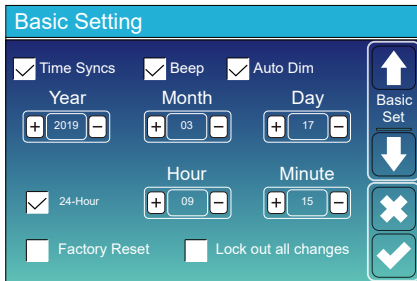 Basic Setting
Time Syncs Beep Auto Dim
Year Month Day
+ 2019 − + 03 − + 17 −
Basic
Set
Hour Minute
24-Hour + 09 − + 15 −
Factory Reset Lock out all changes